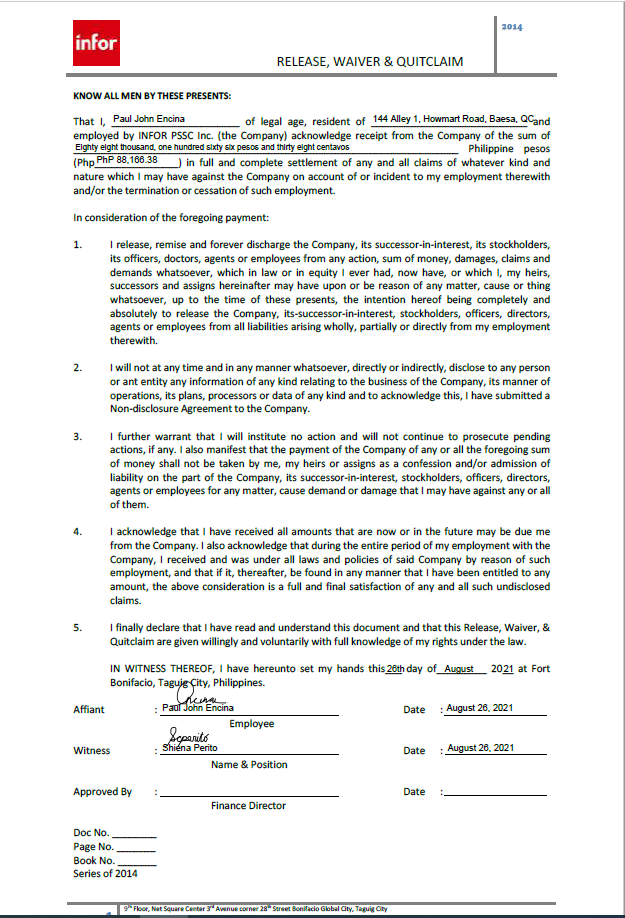 infor
2014
RELEASE, WAIVER & QUITCLAIM
KNOW ALL MEN BY THESE PRESENTS:
That I, Paul John Encina of legal age, resident of 144 Alley 1, Howmart Road, Baesa, QC and
employed by INFOR PSSC Inc. (the Company) acknowledge receipt from the Company of the sum of
Eighty eight thousand, one hundred sixty six pesos and thirty eight centavos Philippine pesos
(Php PhP 88,166.38 ) in full and complete settlement of any and all claims of whatever kind and
nature which I may have against the Company on account of or incident to my employment therewith
and/or the termination or cessation of such employment.
In consideration of the foregoing payment:
1. I release, remise and forever discharge the Company, its successor-in-interest, its stockholders,
its officers, doctors, agents or employees from any action, sum of money, damages, claims and
demands whatsoever, which in law or in equity I ever had, now have, or which I, my heirs,
successors and assigns hereinafter may have upon or be reason of any matter, cause or thing
whatsoever, up to the time of these presents, the intention hereof being completely and
absolutely to release the Company, its-successor-in-interest, stockholders, officers, directors,
agents or employees from all liabilities arising wholly, partially or directly from my employment
therewith.
2. I will not at any time and in any manner whatsoever, directly or indirectly, disclose to any person
or ant entity any information of any kind relating to the business of the Company, its manner of
operations, its plans, processors or data of any kind and to acknowledge this, I have submitted a
Non-disclosure Agreement to the Company.
3. I further warrant that I will institute no action and will not continue to prosecute pending
actions, if any. I also manifest that the payment of the Company of any or all the foregoing sum
of money shall not be taken by me, my heirs or assigns as a confession and/or admission of
liability on the part of the Company, its successor-in-interest, stockholders, officers, directors,
agents or employees for any matter, cause demand or damage that I may have against any or all
of them.
4. I acknowledge that I have received all amounts that are now or in the future may be due me
from the Company. I also acknowledge that during the entire period of my employment with the
Company, I received and was under all laws and policies of said Company by reason of such
employment, and that if it, thereafter, be found in any manner that I have been entitled to any
amount, the above consideration is a full and final satisfaction of any and all such undisclosed
claims.
5. I finally declare that I have read and understand this document and that this Release, Waiver, &
Quitclaim are given willingly and voluntarily with full knowledge of my rights under the law.
IN WITNESS THEREOF, I have hereunto set my hands this 26th day of August 2021 at Fort
Bonifacio, Taguig City, Philippines.
Encina
Affiant : Paul John Encina Date : August 26, 2021
Employee
Sperito
Witness : Shiena Perito Date : August 26, 2021
Name & Position
Approved By : Date :
Finance Director
Doc No.
Page No.
Book No.
Series of 2014
9th Floor, Net Square Center 3rd Avenue corner 28th Street Bonifacio Global City, Taguig City